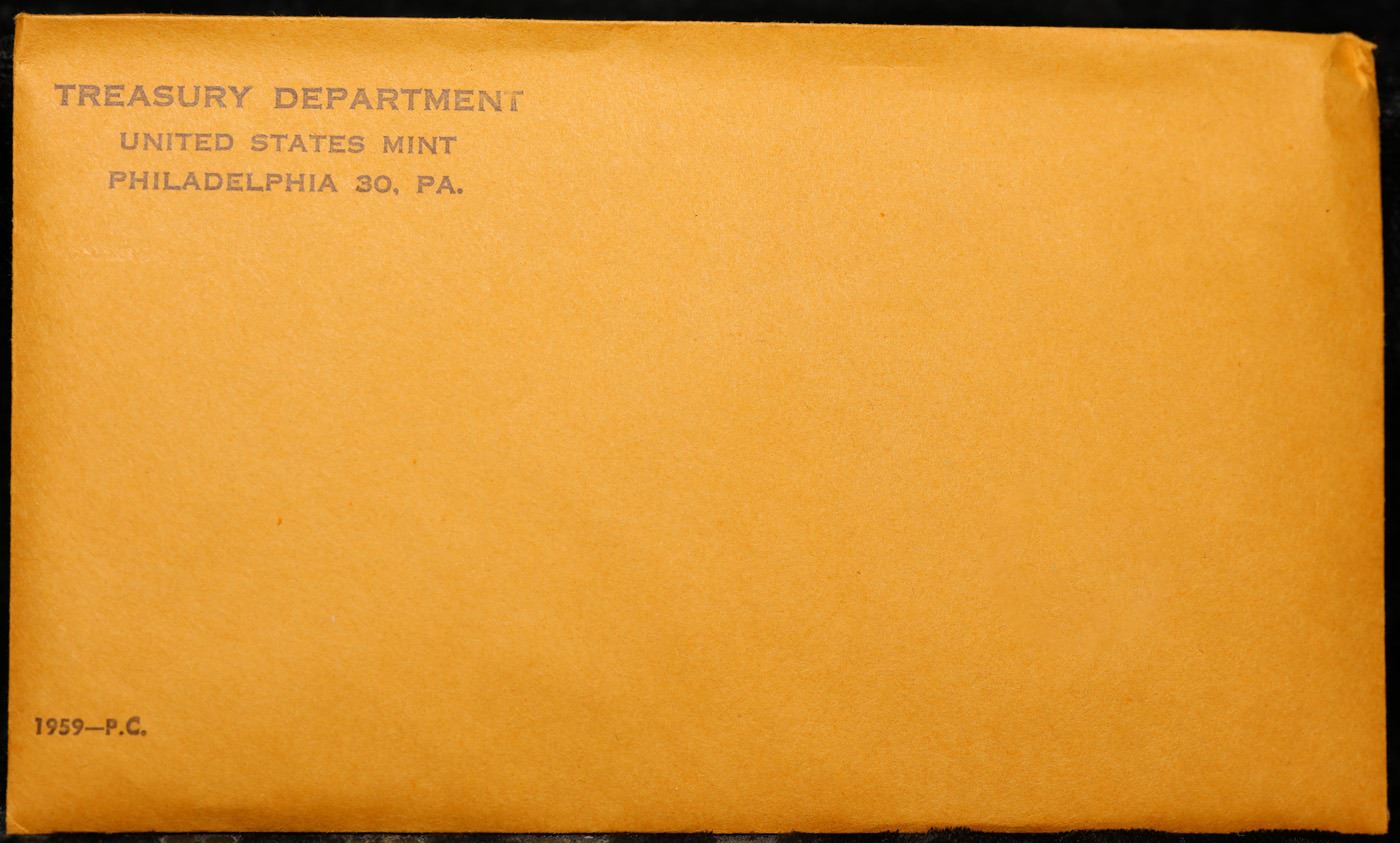 TREASURY DEPARTMENT
UNITED STATES MINT
PHILADELPHIA 30, PA.
1959—P.C.